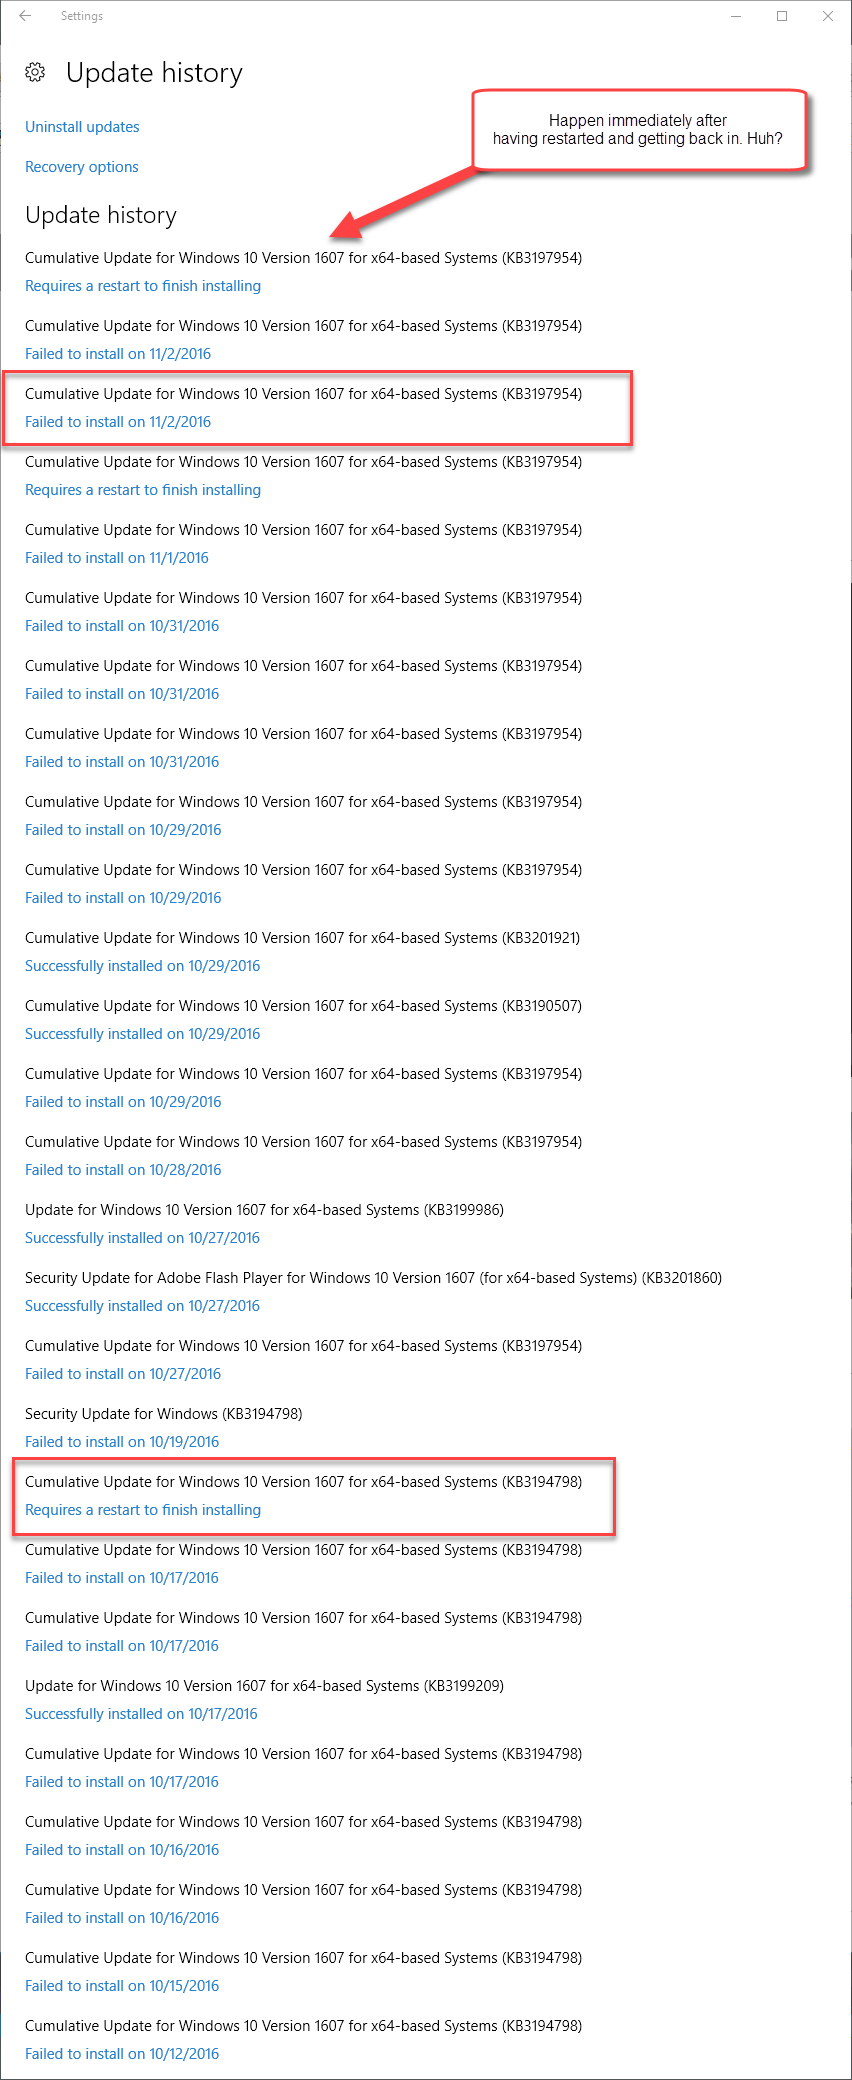 Settings
Update history
Happen immediately after
having restarted and getting back in. Huh?
Uninstall updates
Recovery options
Update history
Cumulative Update for Windows 10 Version 1607 for x64-based Systems (KB3197954)
Requires a restart to finish installing
Cumulative Update for Windows 10 Version 1607 for x64-based Systems (KB3197954)
Failed to install on 11/2/2016
Cumulative Update for Windows 10 Version 1607 for x64-based Systems (KB3197954)
Failed to install on 11/2/2016
Cumulative Update for Windows 10 Version 1607 for x64-based Systems (KB3197954)
Requires a restart to finish installing
Cumulative Update for Windows 10 Version 1607 for x64-based Systems (KB3197954)
Failed to install on 11/1/2016
Cumulative Update for Windows 10 Version 1607 for x64-based Systems (KB3197954)
Failed to install on 10/31/2016
Cumulative Update for Windows 10 Version 1607 for x64-based Systems (KB3197954)
Failed to install on 10/31/2016
Cumulative Update for Windows 10 Version 1607 for x64-based Systems (KB3197954)
Failed to install on 10/31/2016
Cumulative Update for Windows 10 Version 1607 for x64-based Systems (KB3197954)
Failed to install on 10/29/2016
Cumulative Update for Windows 10 Version 1607 for x64-based Systems (KB3197954)
Failed to install on 10/29/2016
Cumulative Update for Windows 10 Version 1607 for x64-based Systems (KB3201921)
Successfully installed on 10/29/2016
Cumulative Update for Windows 10 Version 1607 for x64-based Systems (KB3190507)
Successfully installed on 10/29/2016
Cumulative Update for Windows 10 Version 1607 for x64-based Systems (KB3197954)
Failed to install on 10/29/2016
Cumulative Update for Windows 10 Version 1607 for x64-based Systems (KB3197954)
Failed to install on 10/28/2016
Update for Windows 10 Version 1607 for x64-based Systems (KB3199986)
Successfully installed on 10/27/2016
Security Update for Adobe Flash Player for Windows 10 Version 1607 (for x64-based Systems) (KB3201860)
Successfully installed on 10/27/2016
Cumulative Update for Windows 10 Version 1607 for x64-based Systems (KB3197954)
Failed to install on 10/27/2016
Security Update for Windows (KB3194798)
Failed to install on 10/19/2016
Cumulative Update for Windows 10 Version 1607 for x64-based Systems (KB3194798)
Requires a restart to finish installing
Cumulative Update for Windows 10 Version 1607 for x64-based Systems (KB3194798)
Failed to install on 10/17/2016
Cumulative Update for Windows 10 Version 1607 for x64-based Systems (KB3194798)
Failed to install on 10/17/2016
Update for Windows 10 Version 1607 for x64-based Systems (KB3199209)
Successfully installed on 10/17/2016
Cumulative Update for Windows 10 Version 1607 for x64-based Systems (KB3194798)
Failed to install on 10/17/2016
Cumulative Update for Windows 10 Version 1607 for x64-based Systems (KB3194798)
Failed to install on 10/16/2016
Cumulative Update for Windows 10 Version 1607 for x64-based Systems (KB3194798)
Failed to install on 10/16/2016
Cumulative Update for Windows 10 Version 1607 for x64-based Systems (KB3194798)
Failed to install on 10/15/2016
Cumulative Update for Windows 10 Version 1607 for x64-based Systems (KB3194798)
Failed to install on 10/12/2016